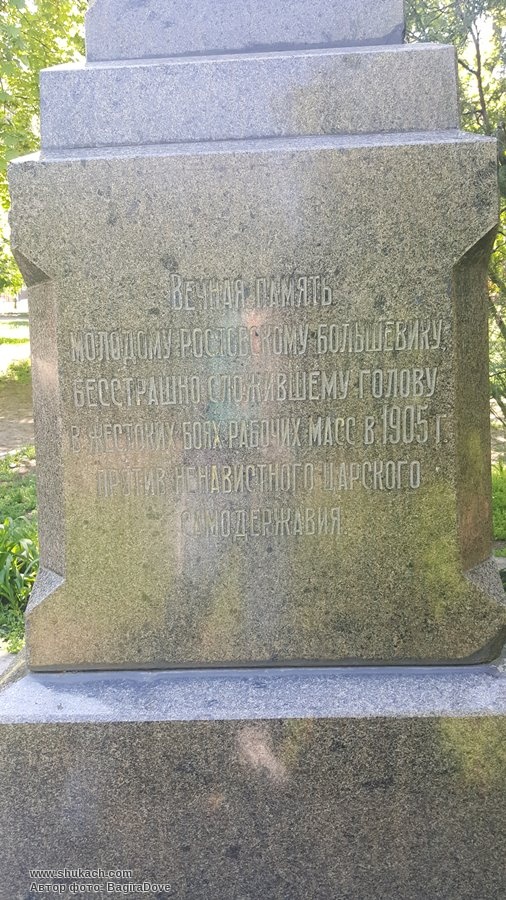 Вечная память
молодому ростовскому большевику
бесстрашно сложившему голову
в жестоких боях рабочих масс в 1905 г.
против ненавистного царского
самодержавия.
www.shukach.com
Автор фото: BagiraDove